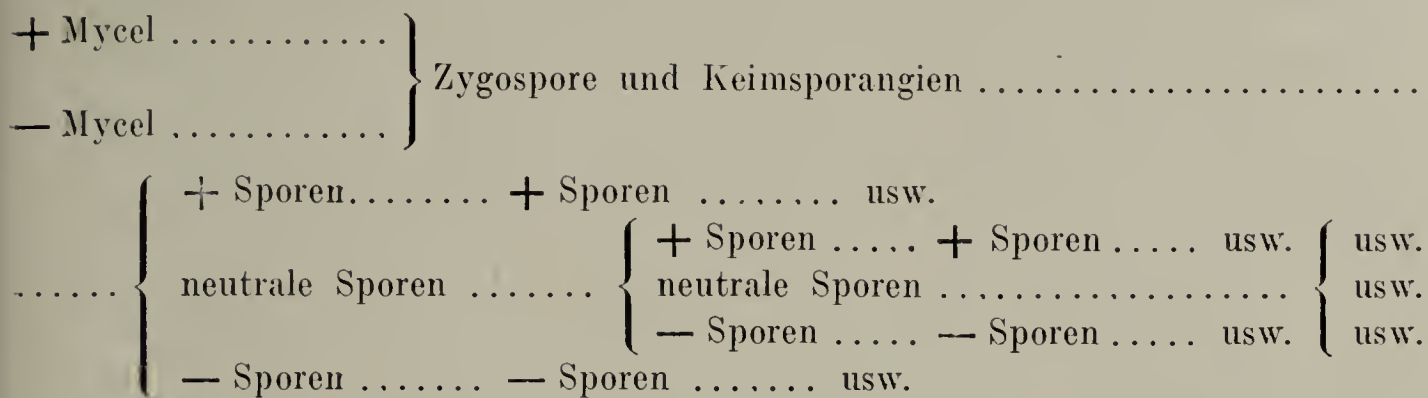 + Mycel ............
Zygospore und Keimsporangien .........................
— Mycel ............
+ Sporen........ + Sporen ........ usw.
+ Sporen ..... + Sporen ..... usw. usw.
...... neutrale Sporen ....... neutrale Sporen .................. usw.
— Sporen ..... — Sporen ..... usw. usw.
— Sporen ....... — Sporen ....... usw.